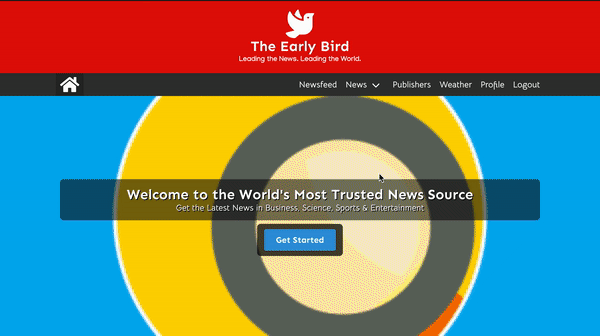 The Early Bird
Leading the News. Leading the World.
Newsfeed News Publishers Weather Profile Logout
Welcome to the World's Most Trusted News Source
Get the Latest News in Business, Science, Sports & Entertainment
Get Started